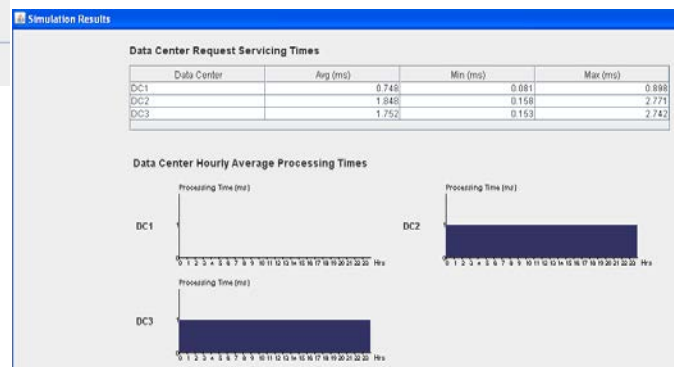 Simulation Results
Data Center Request Servicing Times
Data Center Avg (ms) Min (ms) Max (ms)
DC1 0.748 0.081 0.898
DC2 1.848 0.158 2.771
DC3 1.752 0.153 2.742
Data Center Hourly Average Processing Times
Processing Time (ms)
DC1
1
0 1 2 3 4 5 6 7 8 9 10 11 12 13 14 15 16 17 18 19 20 21 22 23 Hrs
Processing Time (ms)
DC2
1
0 1 2 3 4 5 6 7 8 9 10 11 12 13 14 15 16 17 18 19 20 21 22 23 Hrs
Processing Time (ms)
DC3
1
0
0 1 2 3 4 5 6 7 8 9 10 11 12 13 14 15 16 17 18 19 20 21 22 23 Hrs